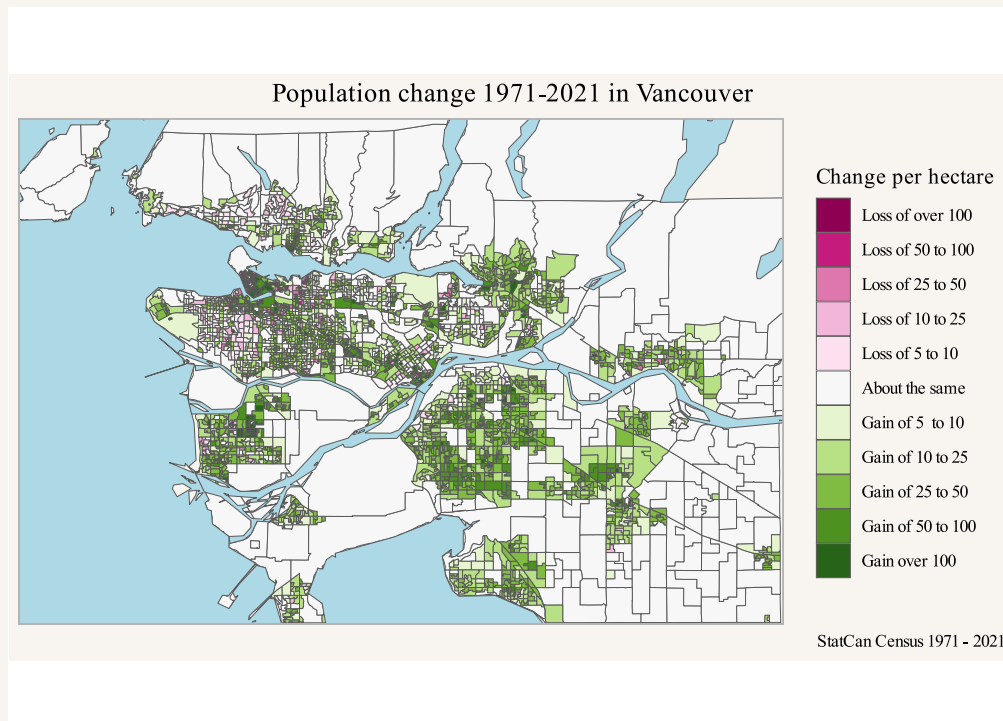 Population change 1971-2021 in Vancouver
Change per hectare
Loss of over 100
Loss of 50 to 100
Loss of 25 to 50
Loss of 10 to 25
Loss of 5 to 10
About the same
Gain of 5 to 10
Gain of 10 to 25
Gain of 25 to 50
Gain of 50 to 100
Gain over 100
StatCan Census 1971 - 2021